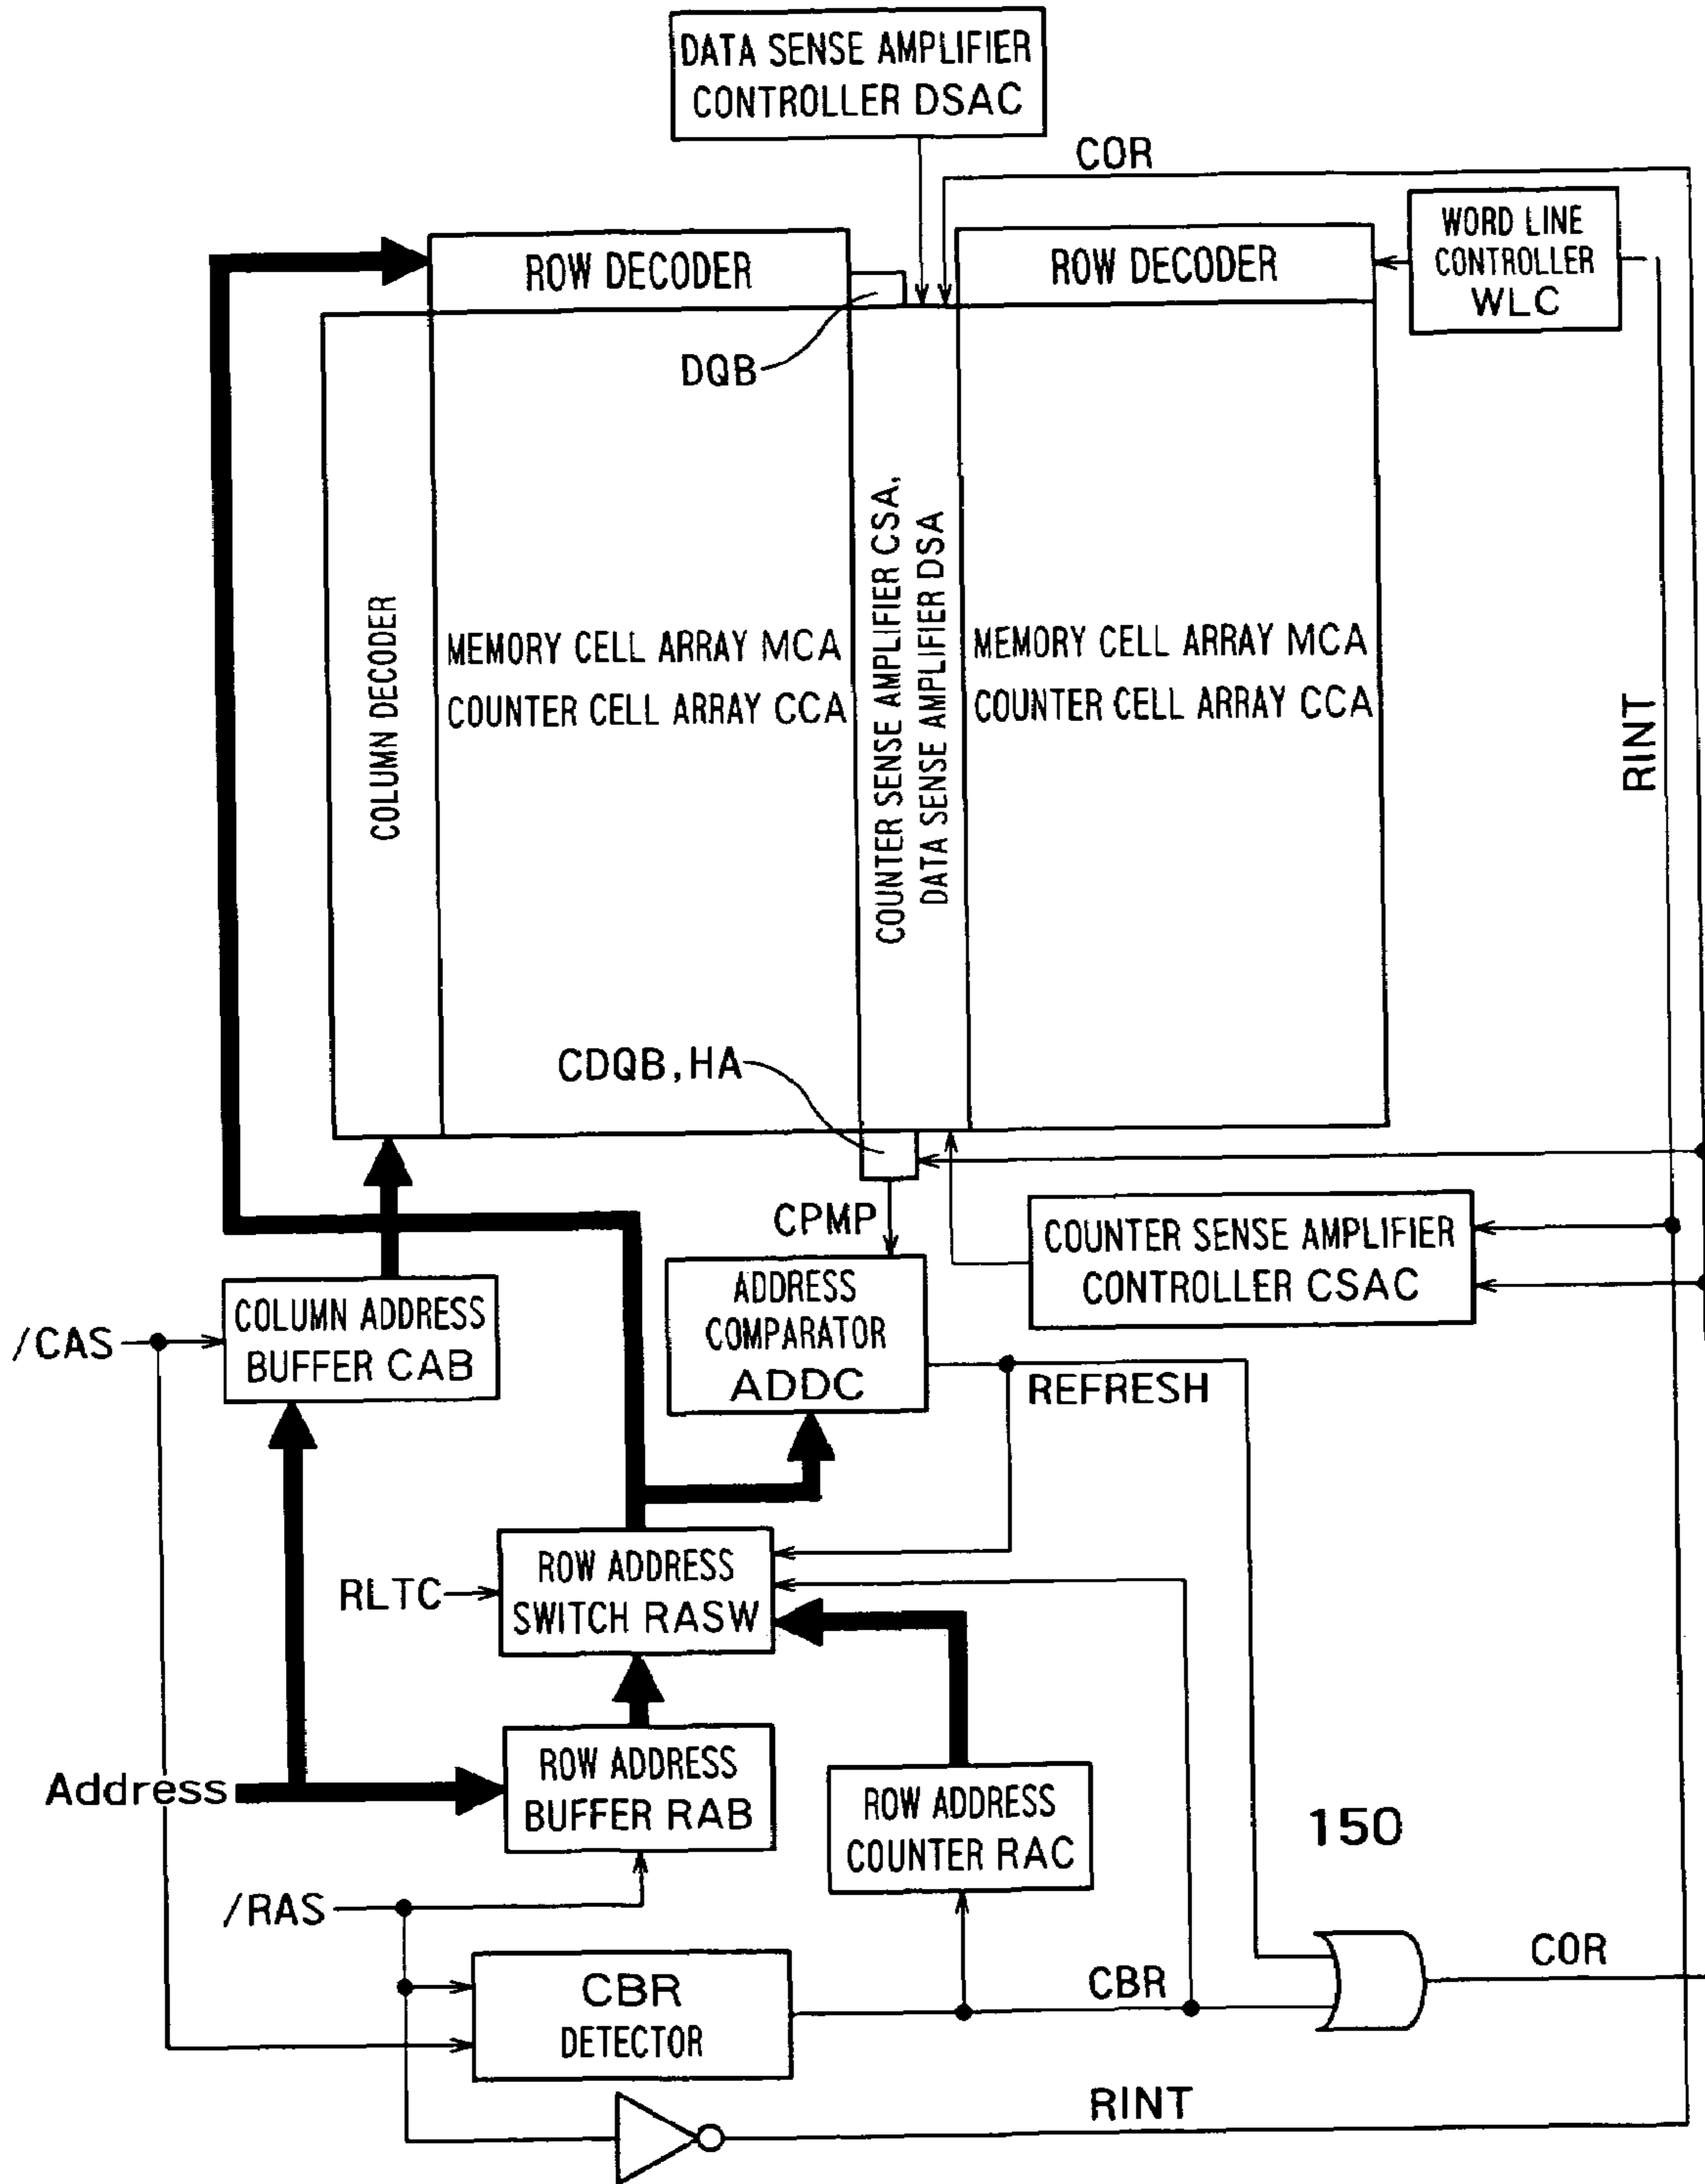 DATA SENSE AMPLIFIER
CONTROLLER DSAC
COR
WORD LINE
CONTROLLER
WLC
ROW DECODER
ROW DECODER
DQB
COLUMN DECODER
MEMORY CELL ARRAY MCA
COUNTER CELL ARRAY CCA
COUNTER SENSE AMPLIFIER CSA,
DATA SENSE AMPLIFIER DSA
MEMORY CELL ARRAY MCA
COUNTER CELL ARRAY CCA
RINT
CDQB,HA
CPMP
COUNTER SENSE AMPLIFIER
CONTROLLER CSAC
COLUMN ADDRESS
BUFFER CAB
/CAS
ADDRESS
COMPARATOR
ADDC
REFRESH
RLTC
ROW ADDRESS
SWITCH RASW
Address
ROW ADDRESS
BUFFER RAB
ROW ADDRESS
COUNTER RAC
150
/RAS
CBR
DETECTOR
CBR
COR
RINT